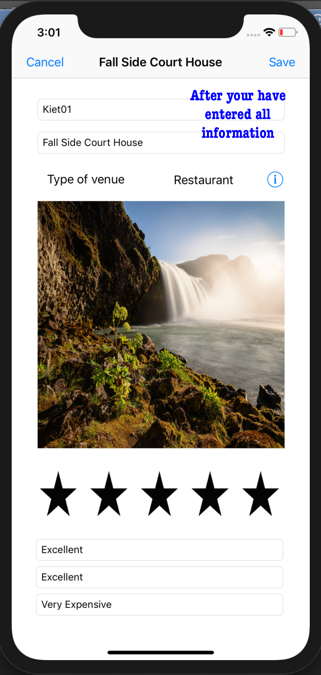 3:01
Cancel Fall Side Court House Save
After your have
entered all
information
Kiet01
Fall Side Court House
Type of venue Restaurant
Excellent
Excellent
Very Expensive